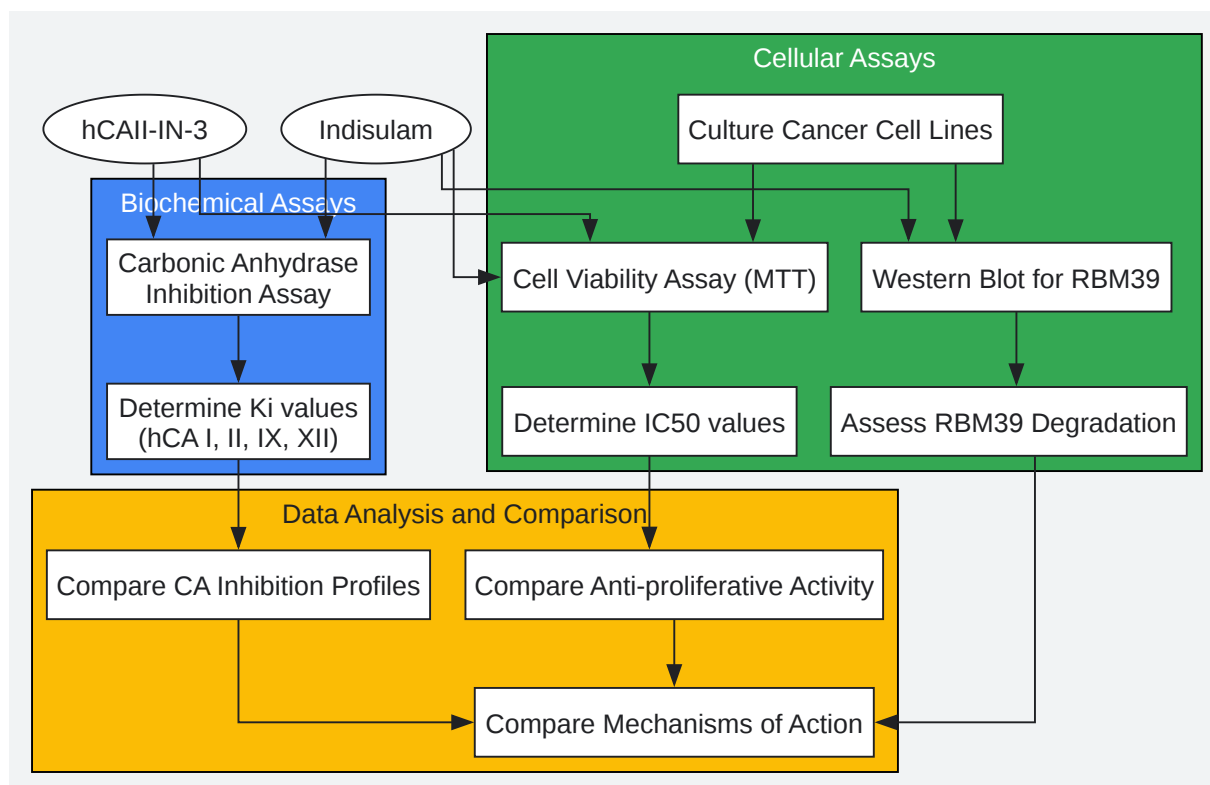 Cellular Assays
hCAII-IN-3
Indisulam
Culture Cancer Cell Lines
Biochemical Assays
Carbonic Anhydrase
Inhibition Assay
Cell Viability Assay (MTT)
Western Blot for RBM39
Determine Ki values
(hCA I, II, IX, XII)
Determine IC50 values
Assess RBM39 Degradation
Data Analysis and Comparison
Compare CA Inhibition Profiles
Compare Anti-proliferative Activity
Compare Mechanisms of Action